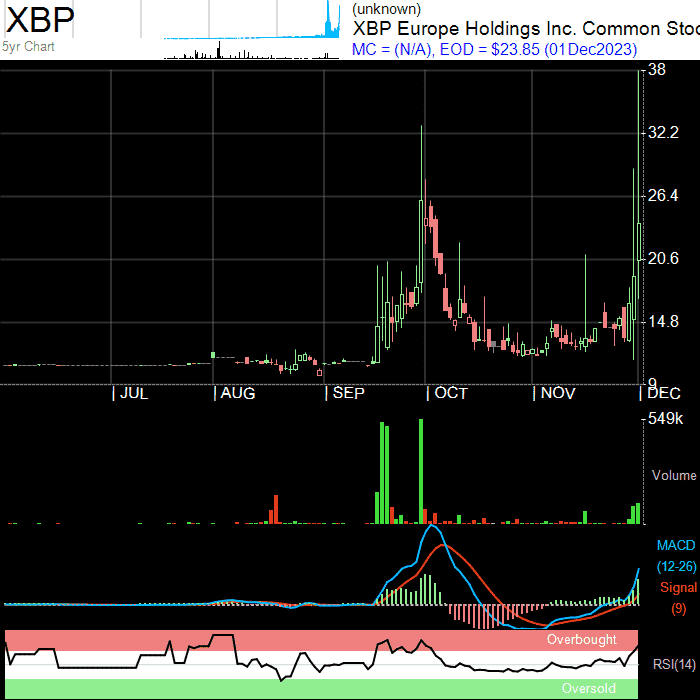 XBP
5yr Chart
(unknown)
XBP Europe Holdings Inc. Common Stoc
MC = (N/A), EOD = $23.85 (01Dec2023)
38
32.2
26.4
20.6
14.8
9
JUL AUG SEP OCT NOV DEC
549k
Volume
MACD
(12-26)
Signal
(9)
Overbought
RSI(14)
Oversold